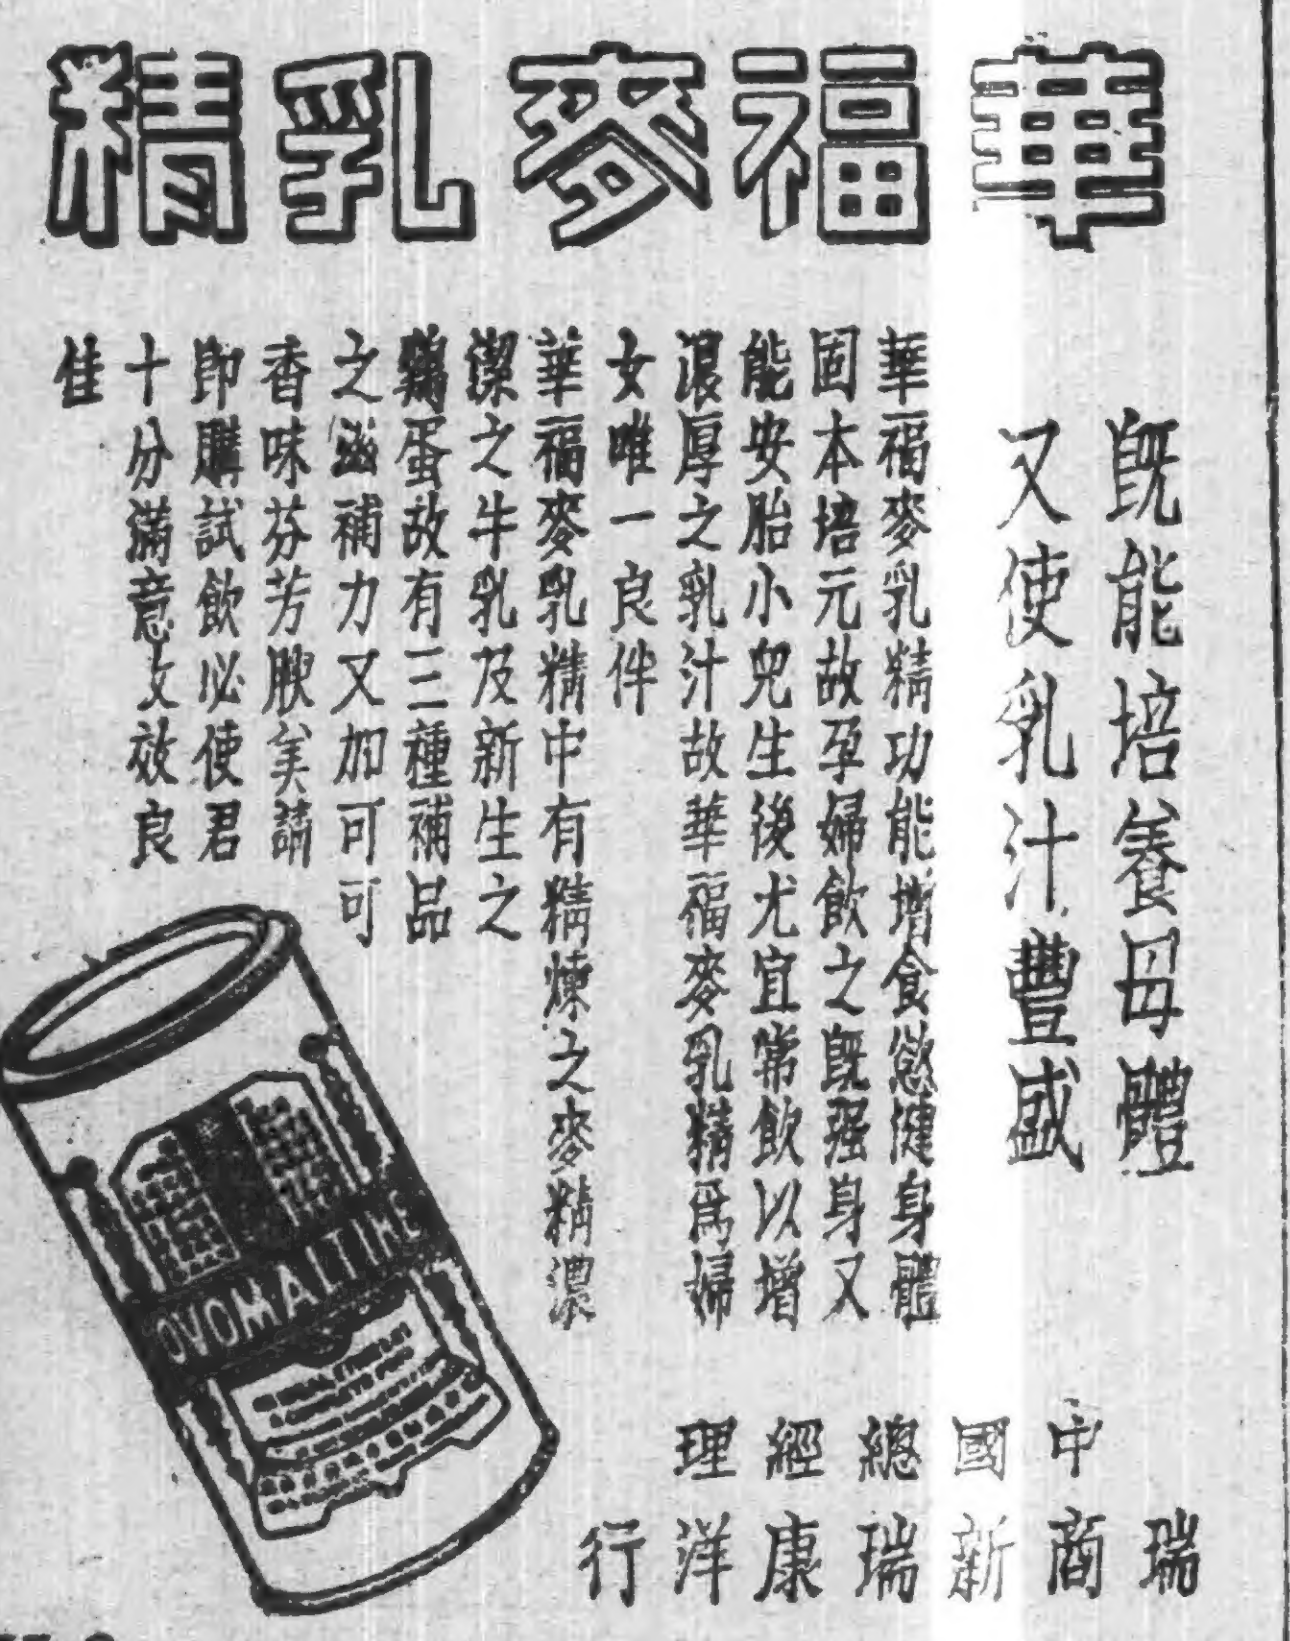 華福麥乳精
既能培養母體
又使乳汁豐盛
華福麥乳精功能增食慾健身體
固本培元故孕婦飲之既强身又
能安胎小兒生後尤宜常飲以增
濃厚之乳汁故華福麥乳精爲婦
女唯一良伴
華福麥乳精中有精煉之麥精濃
潔之牛乳及新生之
鷄蛋故有三種補品
之滋補力又加可可
香味芬芳腴美請
即購試飲必使君
十分滿意文效良
佳
OVOMALTINE
中國總經理
瑞商新瑞康洋行